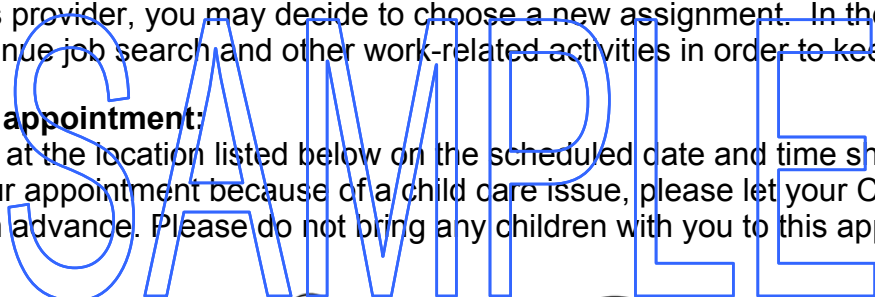 s provider, you may decide to choose a new assignment. In the
nue job search and other work-related activities in order to kee
appointment:
at the location listed below on the scheduled date and time sh
ur appointment because of a child care issue, please let your C
n advance. Please do not bring any children with you to this app
SAMPLE